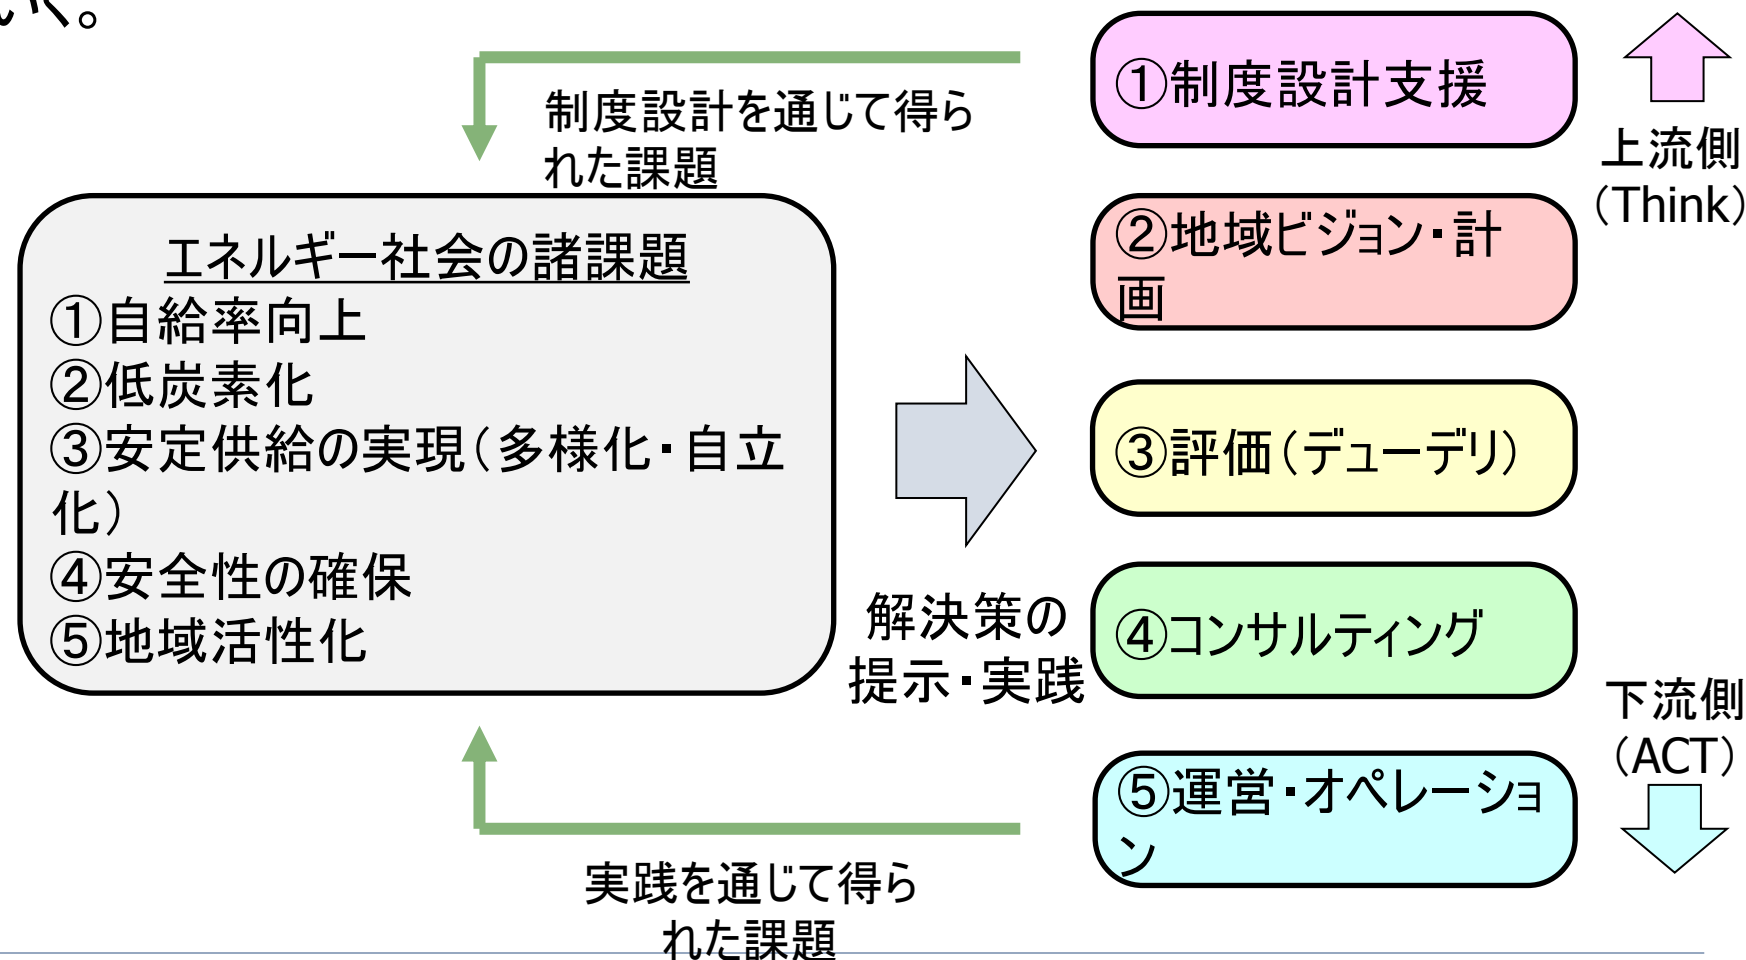 いく。
制度設計を通じて得ら
れた課題
エネルギー社会の諸課題
①自給率向上
②低炭素化
③安定供給の実現（多様化・自立
化）
④安全性の確保
⑤地域活性化
解決策の
提示・実践
実践を通じて得ら
れた課題
①制度設計支援
②地域ビジョン・計
画
③評価（デューデリ）
④コンサルティング
⑤運営・オペレーショ
ン
上流側
（Think）
下流側
（ACT）